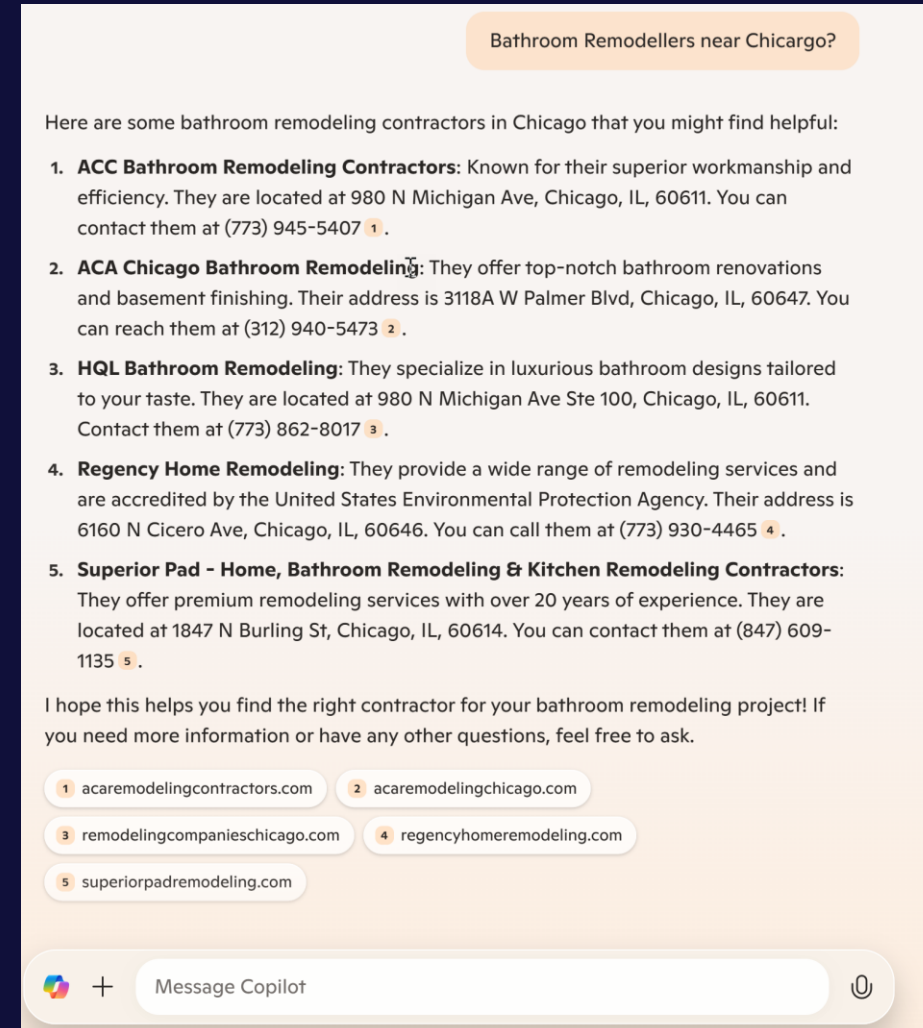 Bathroom Remodellers near Chicargo?
Here are some bathroom remodeling contractors in Chicago that you might find helpful:
1. ACC Bathroom Remodeling Contractors: Known for their superior workmanship and
efficiency. They are located at 980 N Michigan Ave, Chicago, IL, 60611. You can
contact them at (773) 945-5407 1 .
2. ACA Chicago Bathroom Remodeling: They offer top-notch bathroom renovations
and basement finishing. Their address is 3118A W Palmer Blvd, Chicago, IL, 60647. You
can reach them at (312) 940-5473 2 .
3. HQL Bathroom Remodeling: They specialize in luxurious bathroom designs tailored
to your taste. They are located at 980 N Michigan Ave Ste 100, Chicago, IL, 60611.
Contact them at (773) 862-8017 3 .
4. Regency Home Remodeling: They provide a wide range of remodeling services and
are accredited by the United States Environmental Protection Agency. Their address is
6160 N Cicero Ave, Chicago, IL, 60646. You can call them at (773) 930-4465 4 .
5. Superior Pad - Home, Bathroom Remodeling & Kitchen Remodeling Contractors:
They offer premium remodeling services with over 20 years of experience. They are
located at 1847 N Burling St, Chicago, IL, 60614. You can contact them at (847) 609-
1135 5 .
I hope this helps you find the right contractor for your bathroom remodeling project! If
you need more information or have any other questions, feel free to ask.
1 acaremodelingcontractors.com 2 acaremodelingchicago.com
3 remodelingcompanieschicago.com 4 regencyhomeremodeling.com
5 superiorpadremodeling.com
Message Copilot